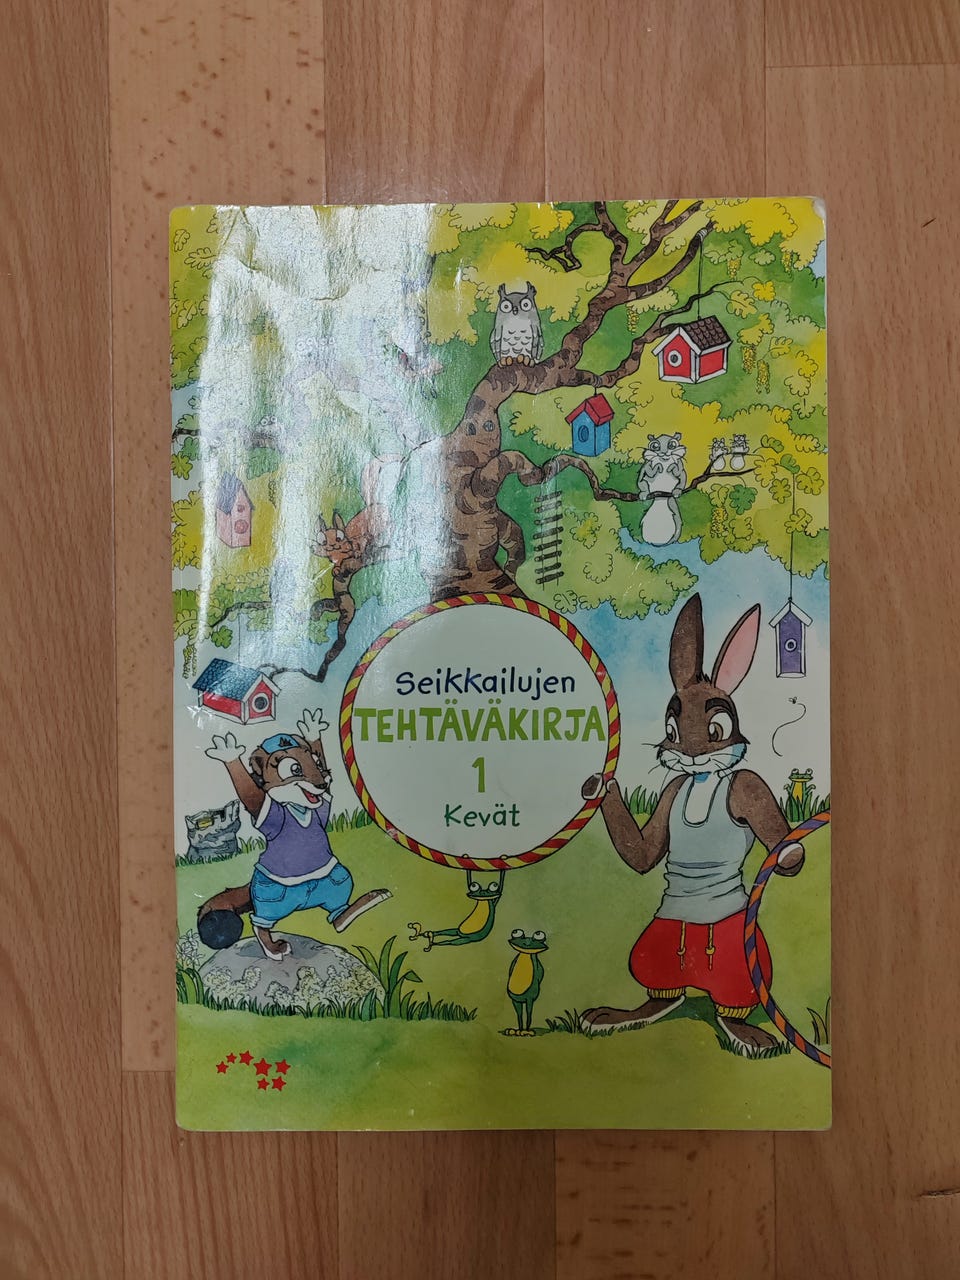 Seikkailujen
TEHTÄVÄKIRJA
1
Kevät